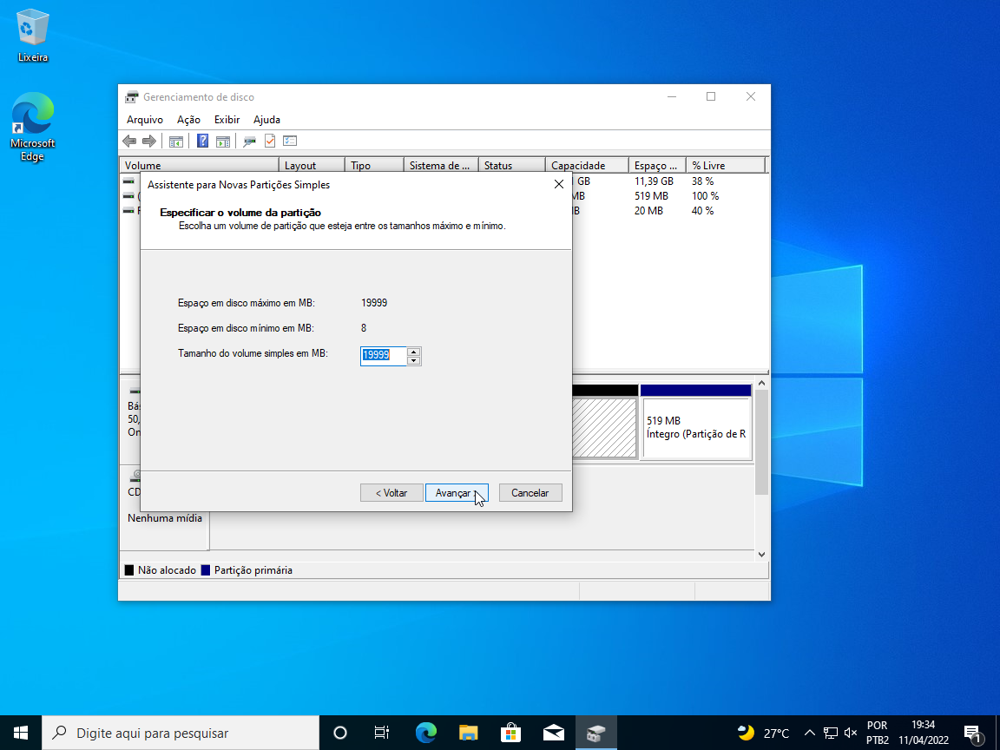 Lixeira
Microsoft
Edge
Gerenciamento de disco
Arquivo Ação Exibir Ajuda
Volume Layout Tipo Sistema de ... Status Capacidade Espaço ... % Livre
GB 11,39 GB 38 %
MB 519 MB 100 %
20 MB 40 %
Assistente para Novas Partições Simples
Especificar o volume da partição
Escolha um volume de partição que esteja entre os tamanhos máximo e mínimo.
Espaço em disco máximo em MB: 19999
Espaço em disco mínimo em MB: 8
Tamanho do volume simples em MB: 19999
Bás
50,
On
519 MB
Íntegro (Partição de R
< Voltar Avançar Cancelar
CD
Nenhuma mídia
Não alocado Partição primária
Digite aqui para pesquisar
27°C
POR
PTB2
19:34
11/04/2022
1